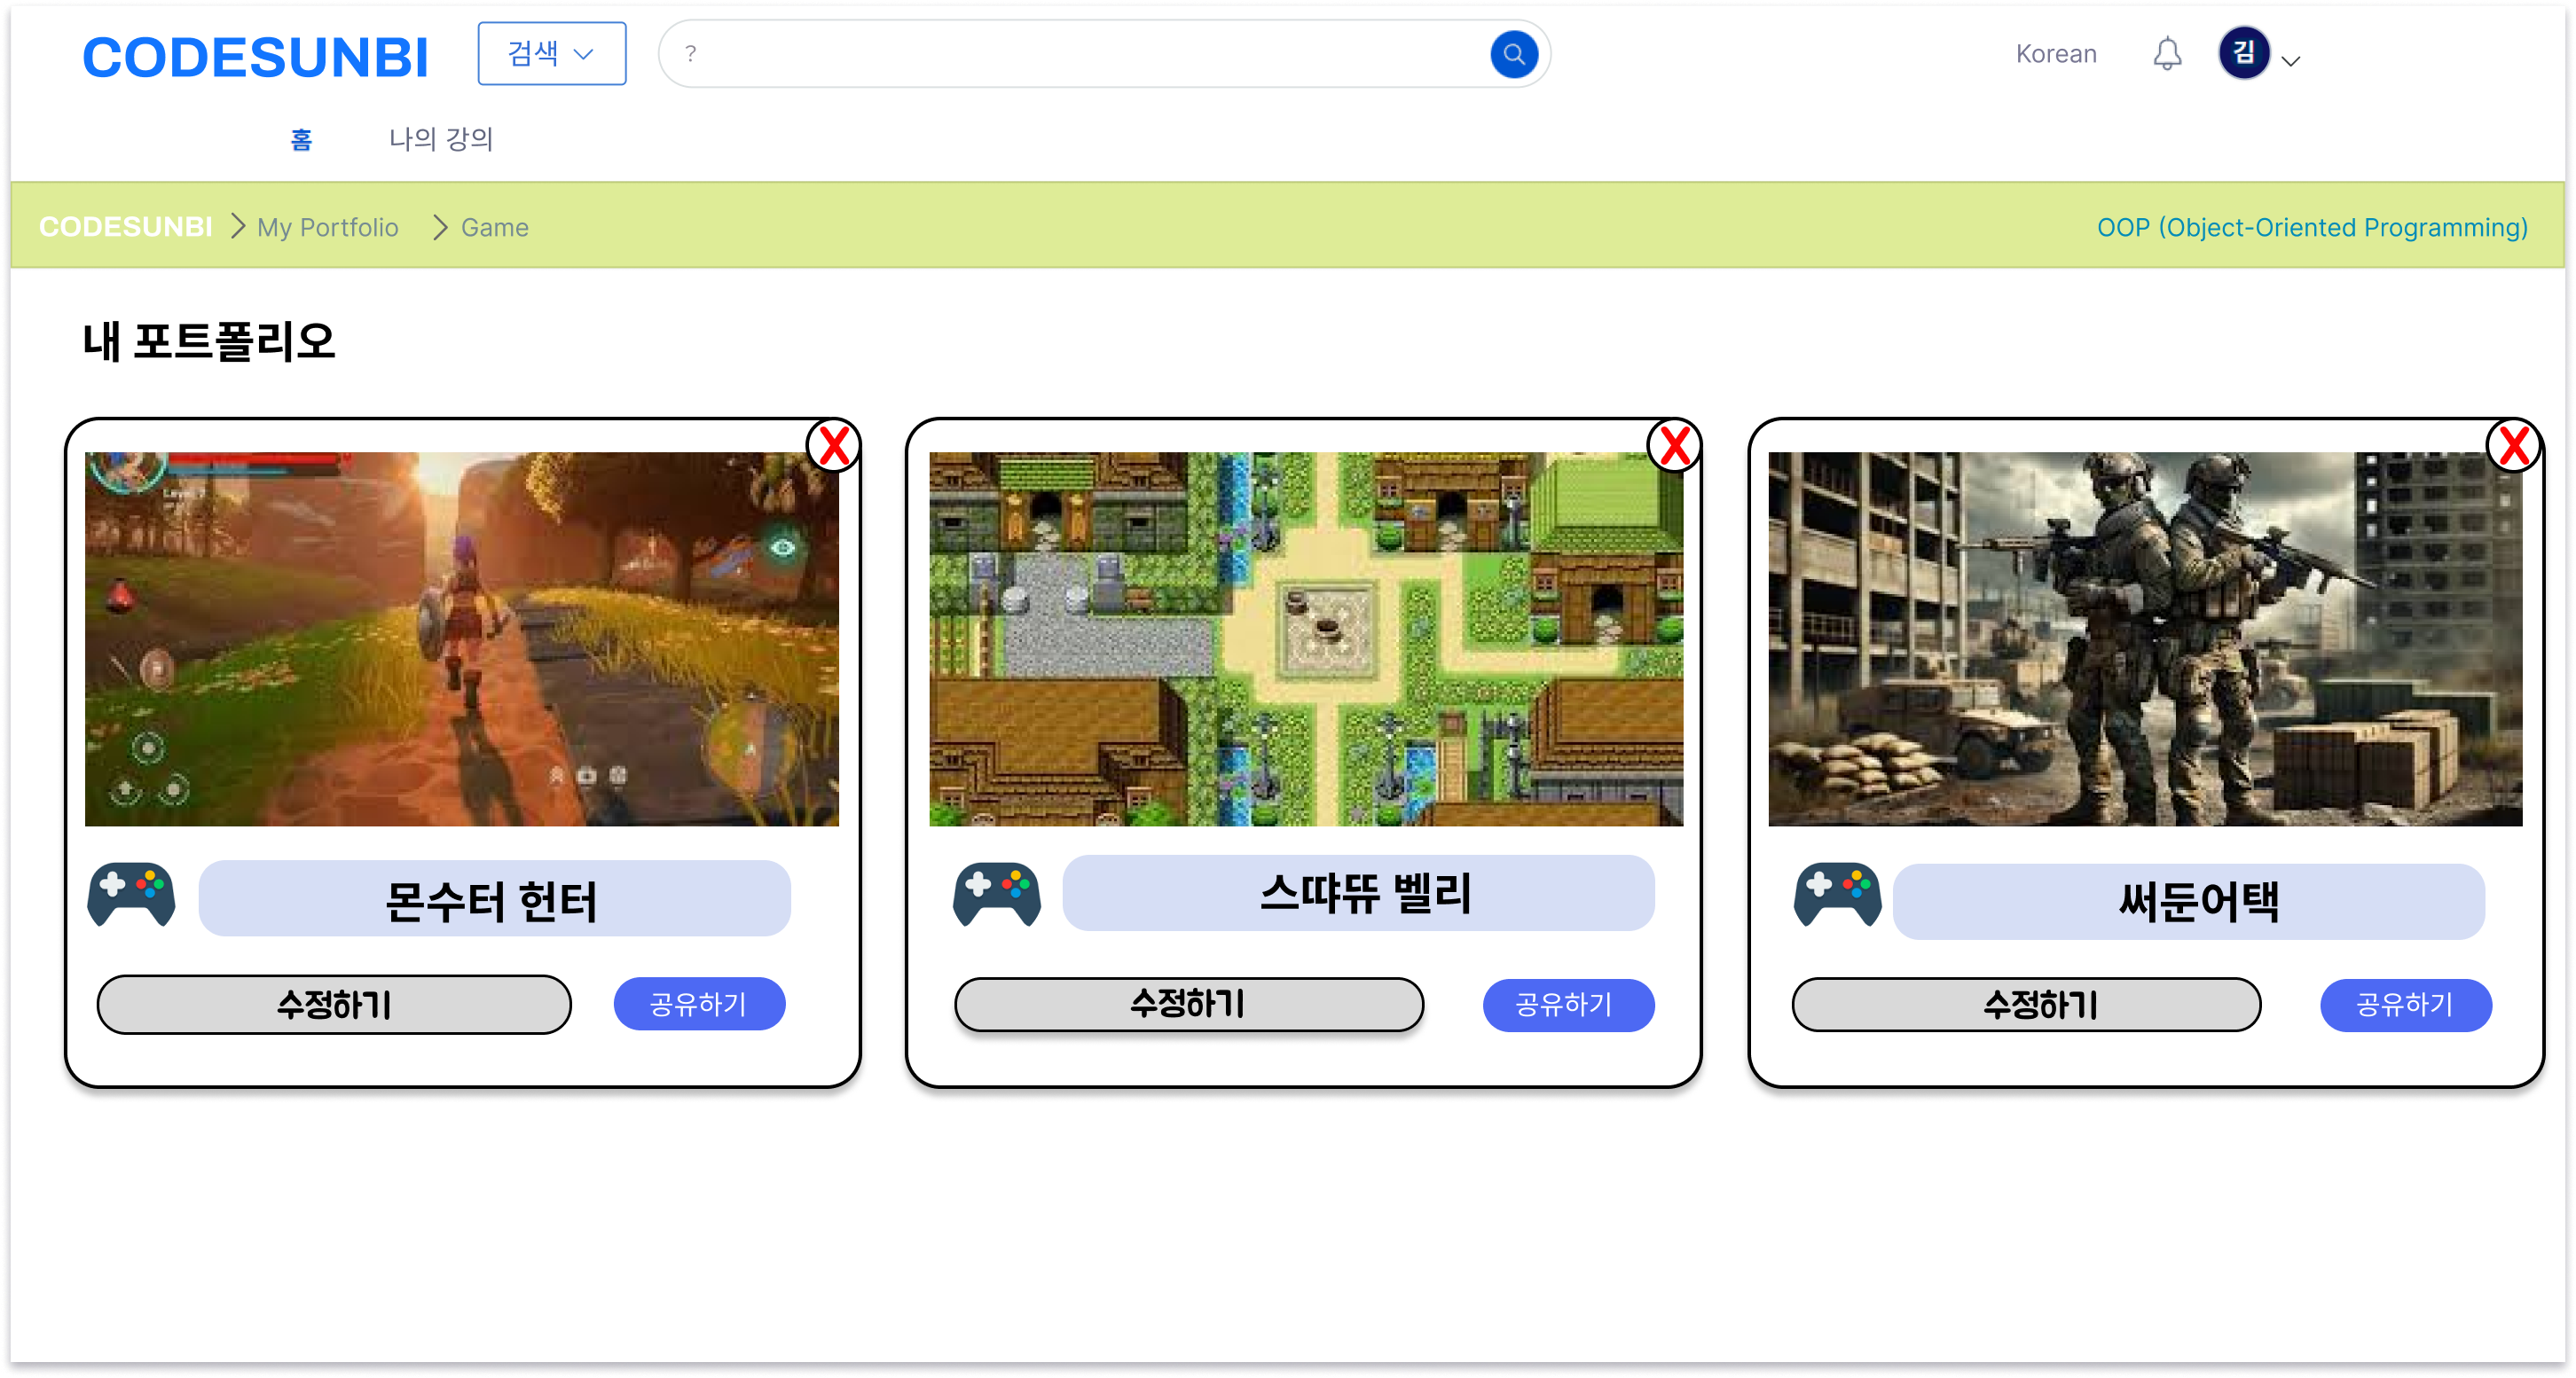 CODESUNBI 검색 ? Korean 김
홈 나의 강의
CODESUNBI My Portfolio Game OOP (Object-Oriented Programming)
내 포트폴리오
X X X
몬수터 헌터 스땨뜌 벨리 써둔어택
수정하기 공유하기 수정하기 공유하기 수정하기 공유하기